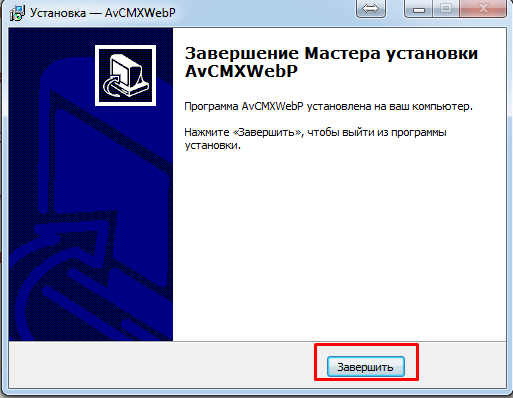 Установка — AvCMXWebP
Завершение Мастера установки
AvCMXWebP
Программа AvCMXWebP установлена на ваш компьютер.
Нажмите «Завершить», чтобы выйти из программы
установки.
Завершить